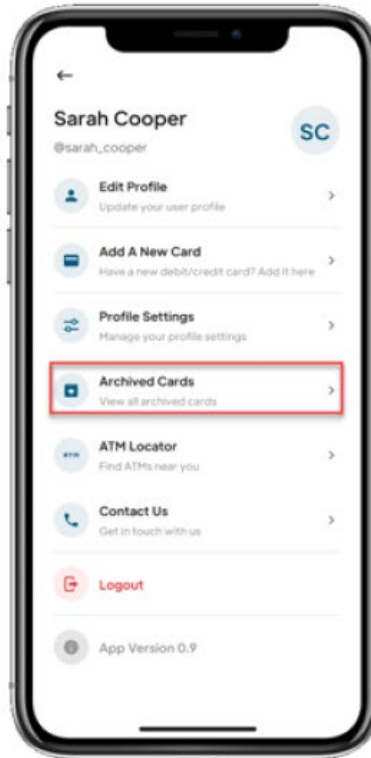 Sarah Cooper
SC
@sarah_cooper
Edit Profile
Update your user profile
Add A New Card
Have a new debit/credit card? Add it here
Profile Settings
Manage your profile settings
Archived Cards
View all archived cards
ATM
ATM Locator
Find ATMs near you
Contact Us
Get in touch with us
Logout
App Version 0.9